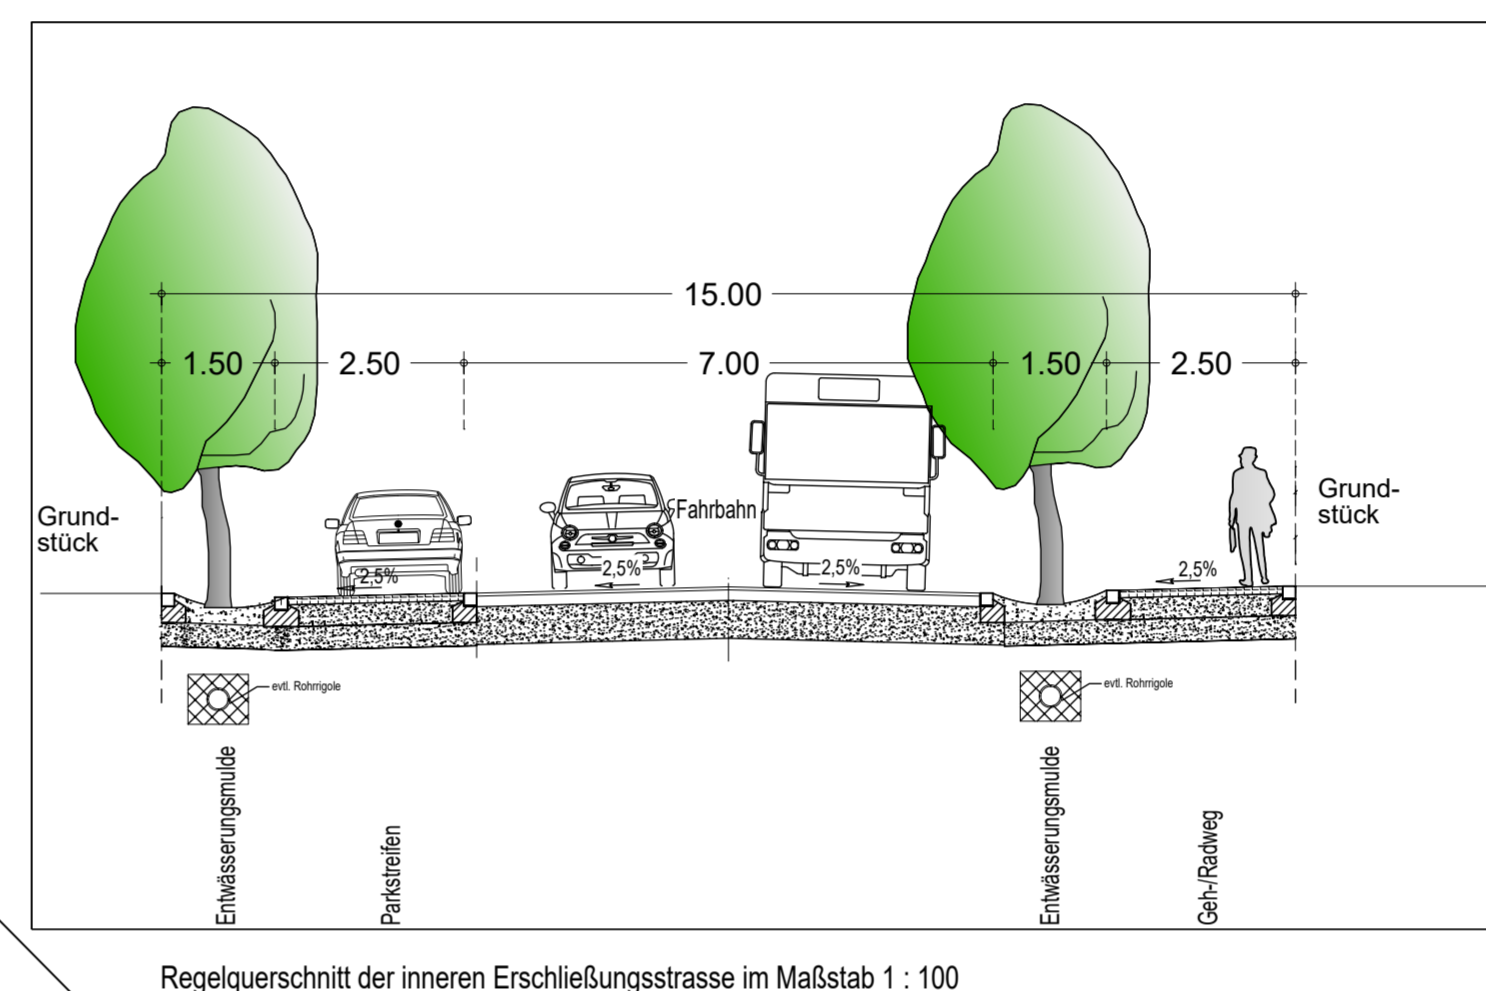 15.00
1.50
2.50
7.00
1.50
2.50
Grund-
stück
Fahrbahn
Grund-
stück
2,5%
2,5%
2,5%
2,5%
evtl. Rohrrigole
evtl. Rohrrigole
Entwässerungsmulde
Parkstreifen
Entwässerungsmulde
Geh-/Radweg
Regelquerschnitt der inneren Erschließungsstrasse im Maßstab 1 : 100